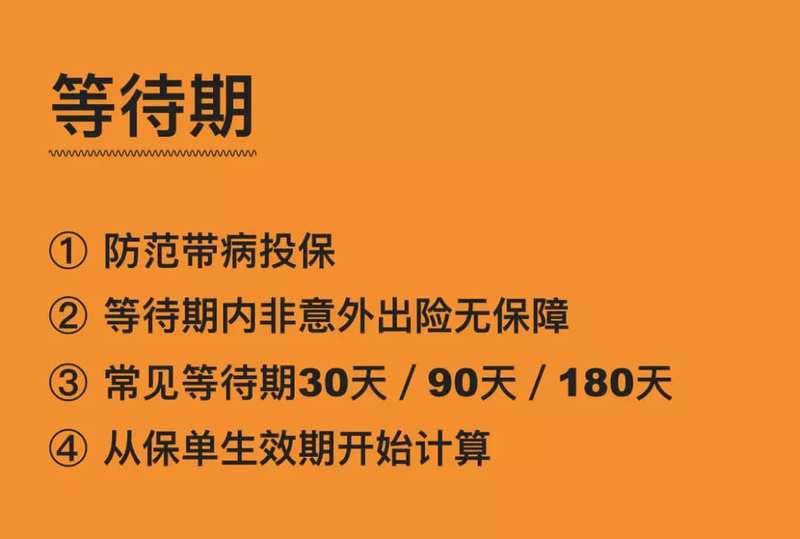 等待期
① 防范带病投保
② 等待期内非意外出险无保障
③ 常见等待期30天 / 90天 / 180天
④ 从保单生效期开始计算